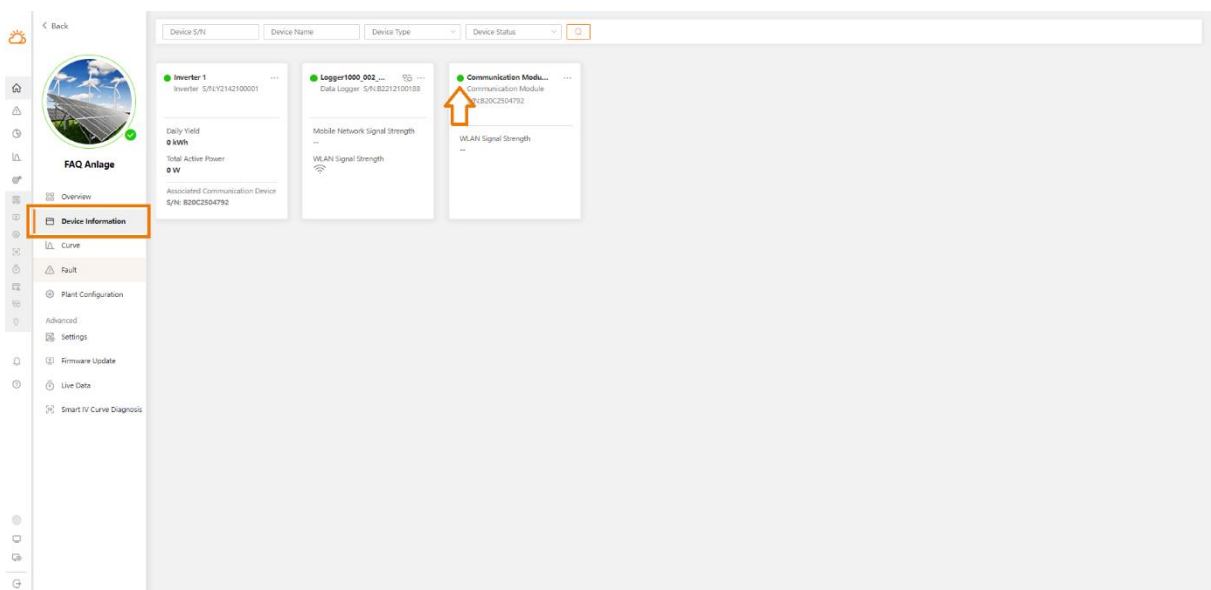 Back
Device S/N
Device Name
Device Type
Device Status
FAQ Anlage
Overview
Device Information
Curve
Fault
Plant Configuration
Advanced
Settings
Firmware Update
Live Data
Smart IV Curve Diagnosis
Inverter 1
Inverter S/N:Y2142100001
Daily Yield
0 kWh
Total Active Power
0 W
Associated Communication Device
S/N: B20C2504792
Logger1000_002_...
Data Logger S/N:B2212100188
Mobile Network Signal Strength
--
WLAN Signal Strength
Communication Modu...
Communication Module
N:B20C2504792
WLAN Signal Strength
--